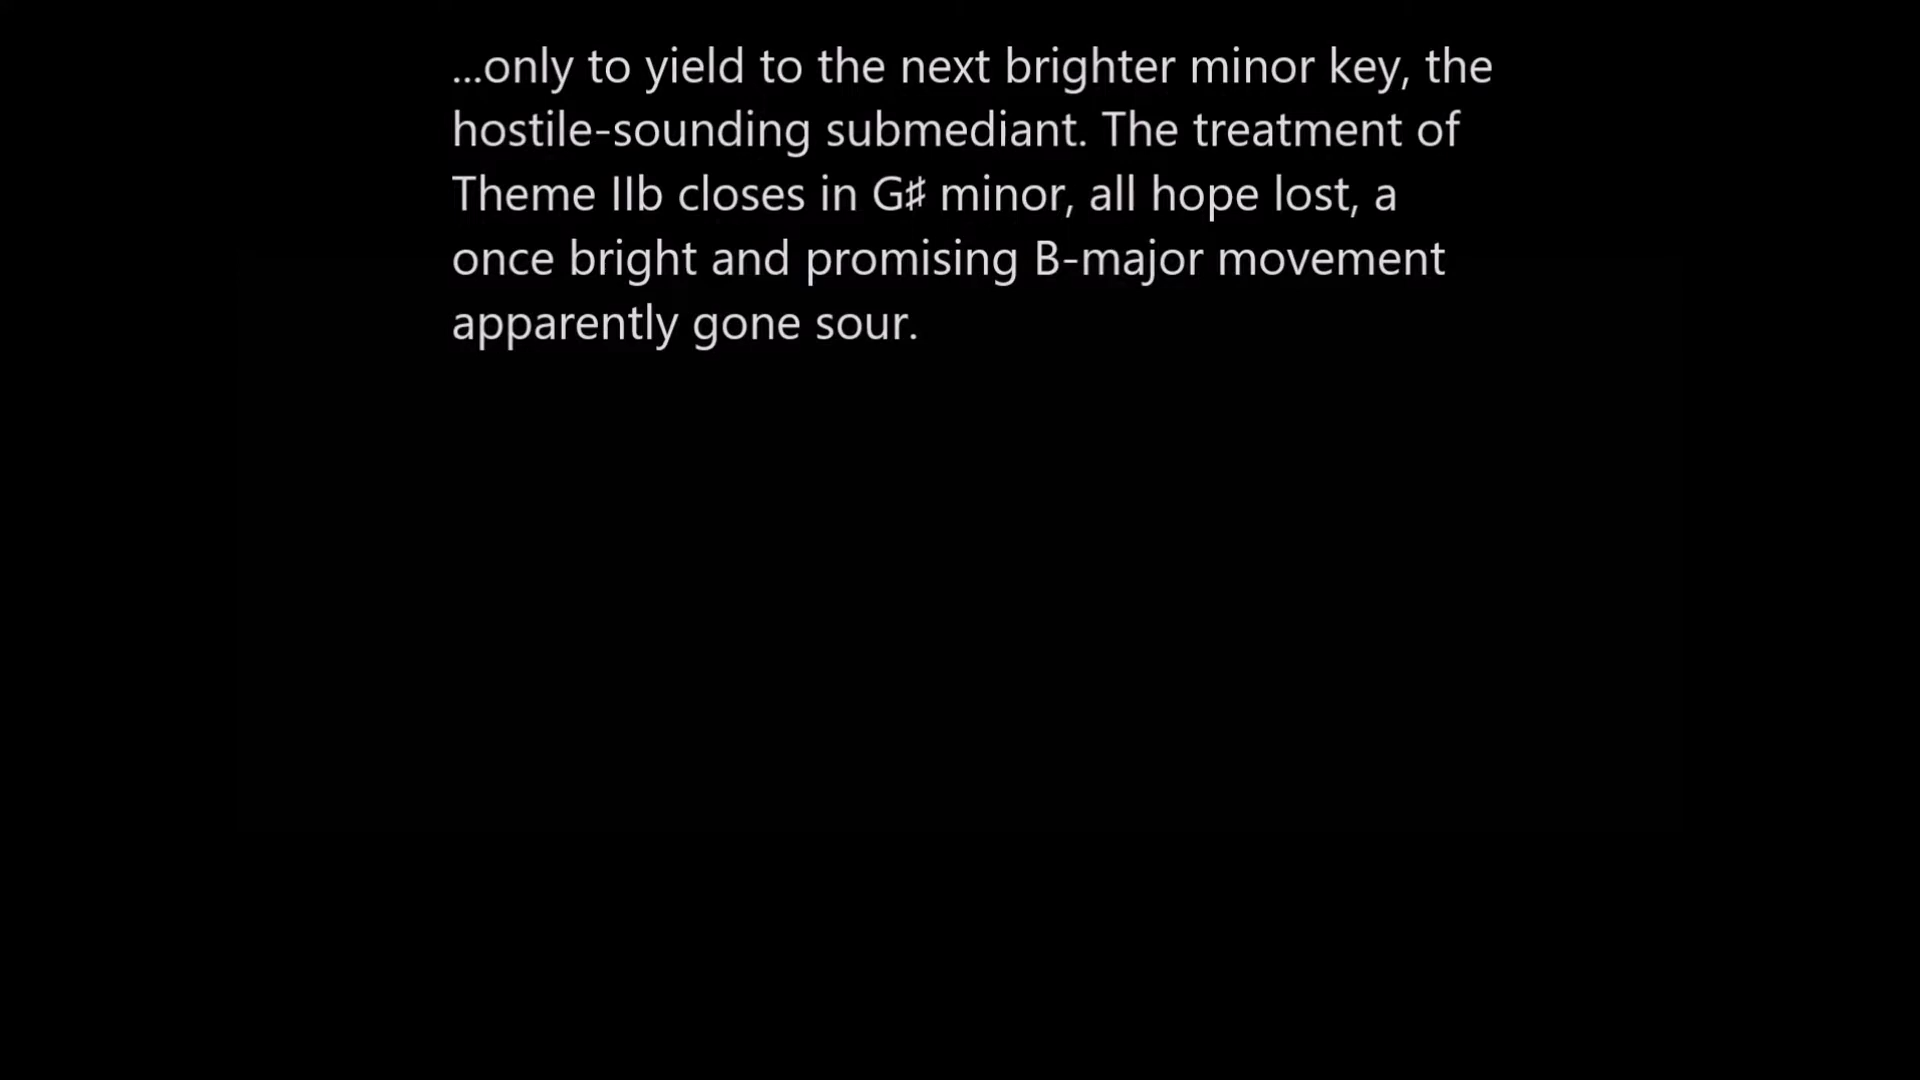 ...only to yield to the next brighter minor key, the
hostile-sounding submediant. The treatment of
Theme IIb closes in G♯ minor, all hope lost, a
once bright and promising B-major movement
apparently gone sour.